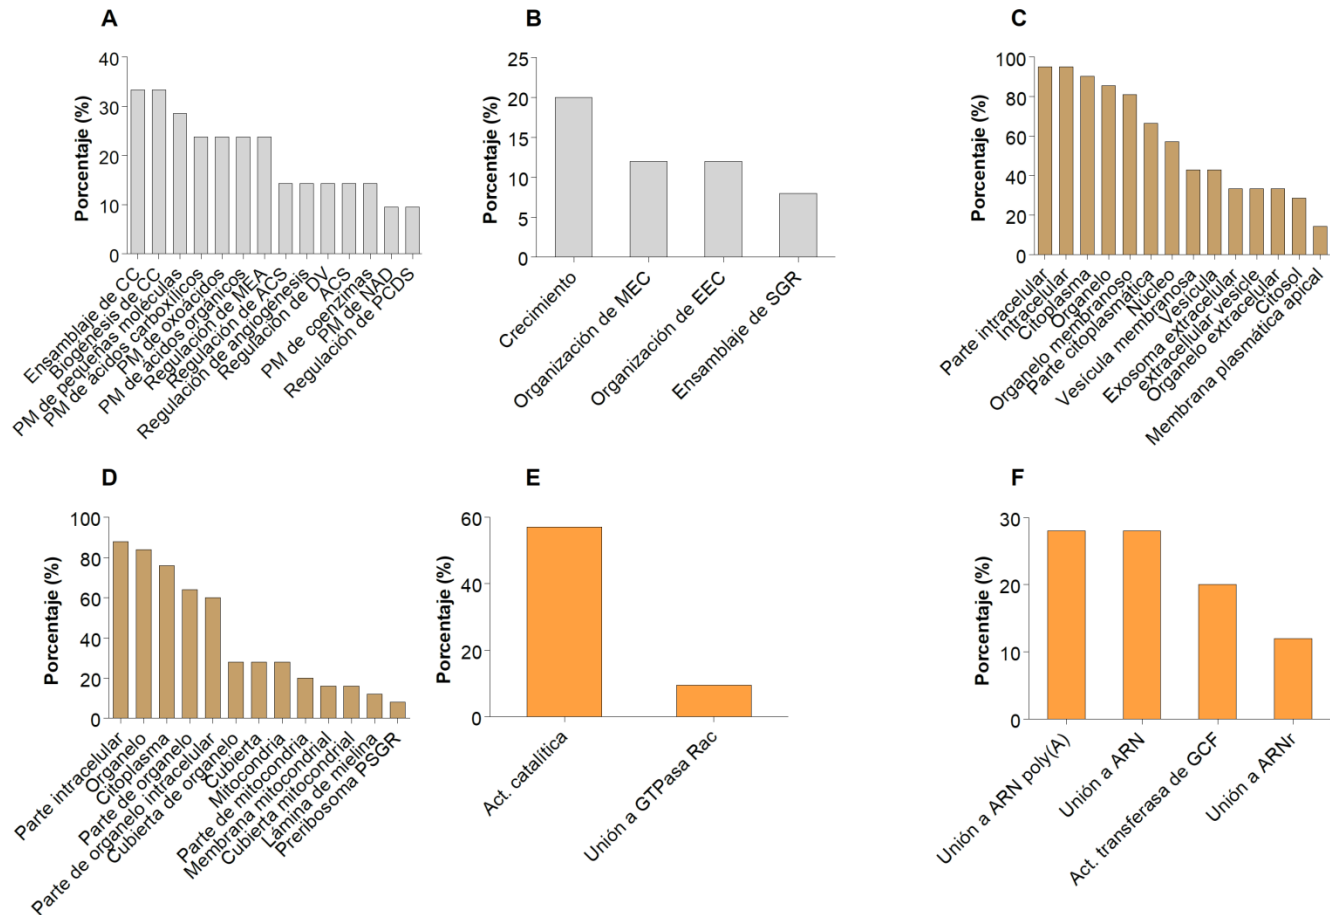 A
Porcentaje (%)
40
30
20
10
0
Ensamblaje de CC
Biogénesis de CC
PM de pequeñas moléculas
PM de ácidos carboxílicos
PM de oxoácidos
PM de ácidos organicos
Regulación de MEA
Regulación de ACS
Regulación de angiogénesis
Regulación de DV
ACS
PM de coenzimas
PM de NAD
Regulación de PCDS
B
Porcentaje (%)
25
20
15
10
5
0
Crecimiento
Organización de MEC
Organización de EEC
Ensamblaje de SGR
C
Porcentaje (%)
100
80
60
40
20
0
Parte intracelular
Intracelular
Citoplasma
Organelo
Organelo membranoso
Parte citoplasmática
Núcleo
Vesícula membranosa
Vesícula
Exosoma extracelular
extracellular vesicle
Organelo extracellular
Citosol
Membrana plasmática apical
D
Porcentaje (%)
100
80
60
40
20
0
Parte intracelular
Organelo
Citoplasma
Parte de organelo
Parte de organelo intracelular
Cubierta de organelo
Cubierta
Mitocondria
Parte de mitocondria
Membrana mitocondrial
Cubierta mitocondrial
Lámina de mielina
Preribosoma PSGR
E
Porcentaje (%)
60
40
20
0
Act. catalítica
Unión a GTPasa Rac
F
Porcentaje (%)
30
20
10
0
Unión a ARN poly(A)
Unión a ARN
Act. transferasa de GCF
Unión a ARNr